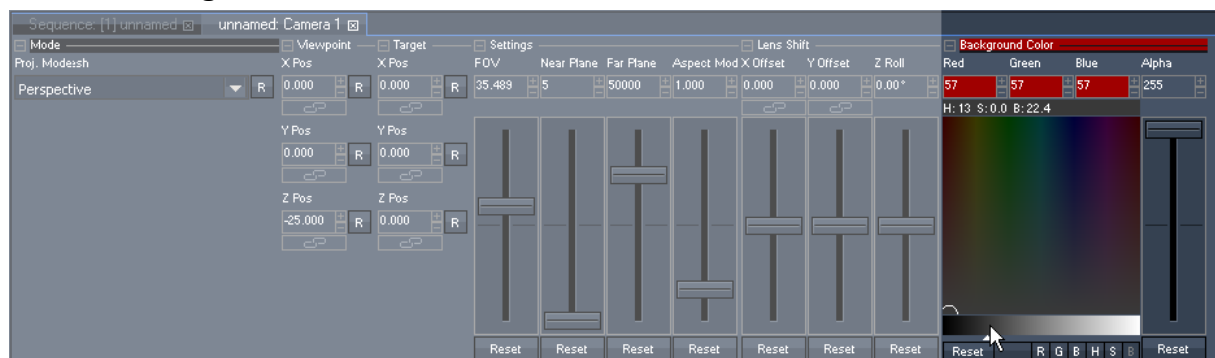 Sequence: [1] unnamed
unnamed: Camera 1
Mode Viewpoint Target Settings Lens Shift Background Color
Proj. Mode:sh X Pos X Pos FOV Near Plane Far Plane Aspect Mod X Offset Y Offset Z Roll Red Green Blue Alpha
Perspective R 0.000 R 0.000 R 35.489 5 50000 1.000 0.000 0.000 0.00° 57 57 57 255
H: 13 S: 0.0 B: 22.4
Y Pos Y Pos
0.000 R 0.000 R
Z Pos Z Pos
-25.000 R 0.000 R
Reset Reset Reset Reset Reset Reset Reset Reset R G B H S B Reset